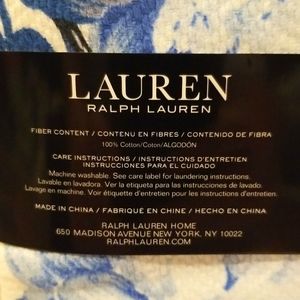 LAUREN
RALPH LAUREN
FIBER CONTENT / CONTENU EN FIBRES / CONTENIDO DE FIBRA
100% Cotton/Coton/ALGODÓN
CARE INSTRUCTIONS / INSTRUCTIONS D'ENTRETIEN
INSTRUCCIONES PARA EL CUIDADO
Machine washable. See care label for laundering instructions.
Lavable en lavadora. Ver la etiqueta para las instrucciones de lavado.
Lavage en machine. Voir d'étiquette d'entretien pour les instructions d'entretien.
MADE IN CHINA / FABRIQUÉ EN CHINE / HECHO EN CHINA
RALPH LAUREN HOME
650 MADISON AVENUE NEW YORK, NY 10022
RALPHLAUREN.COM